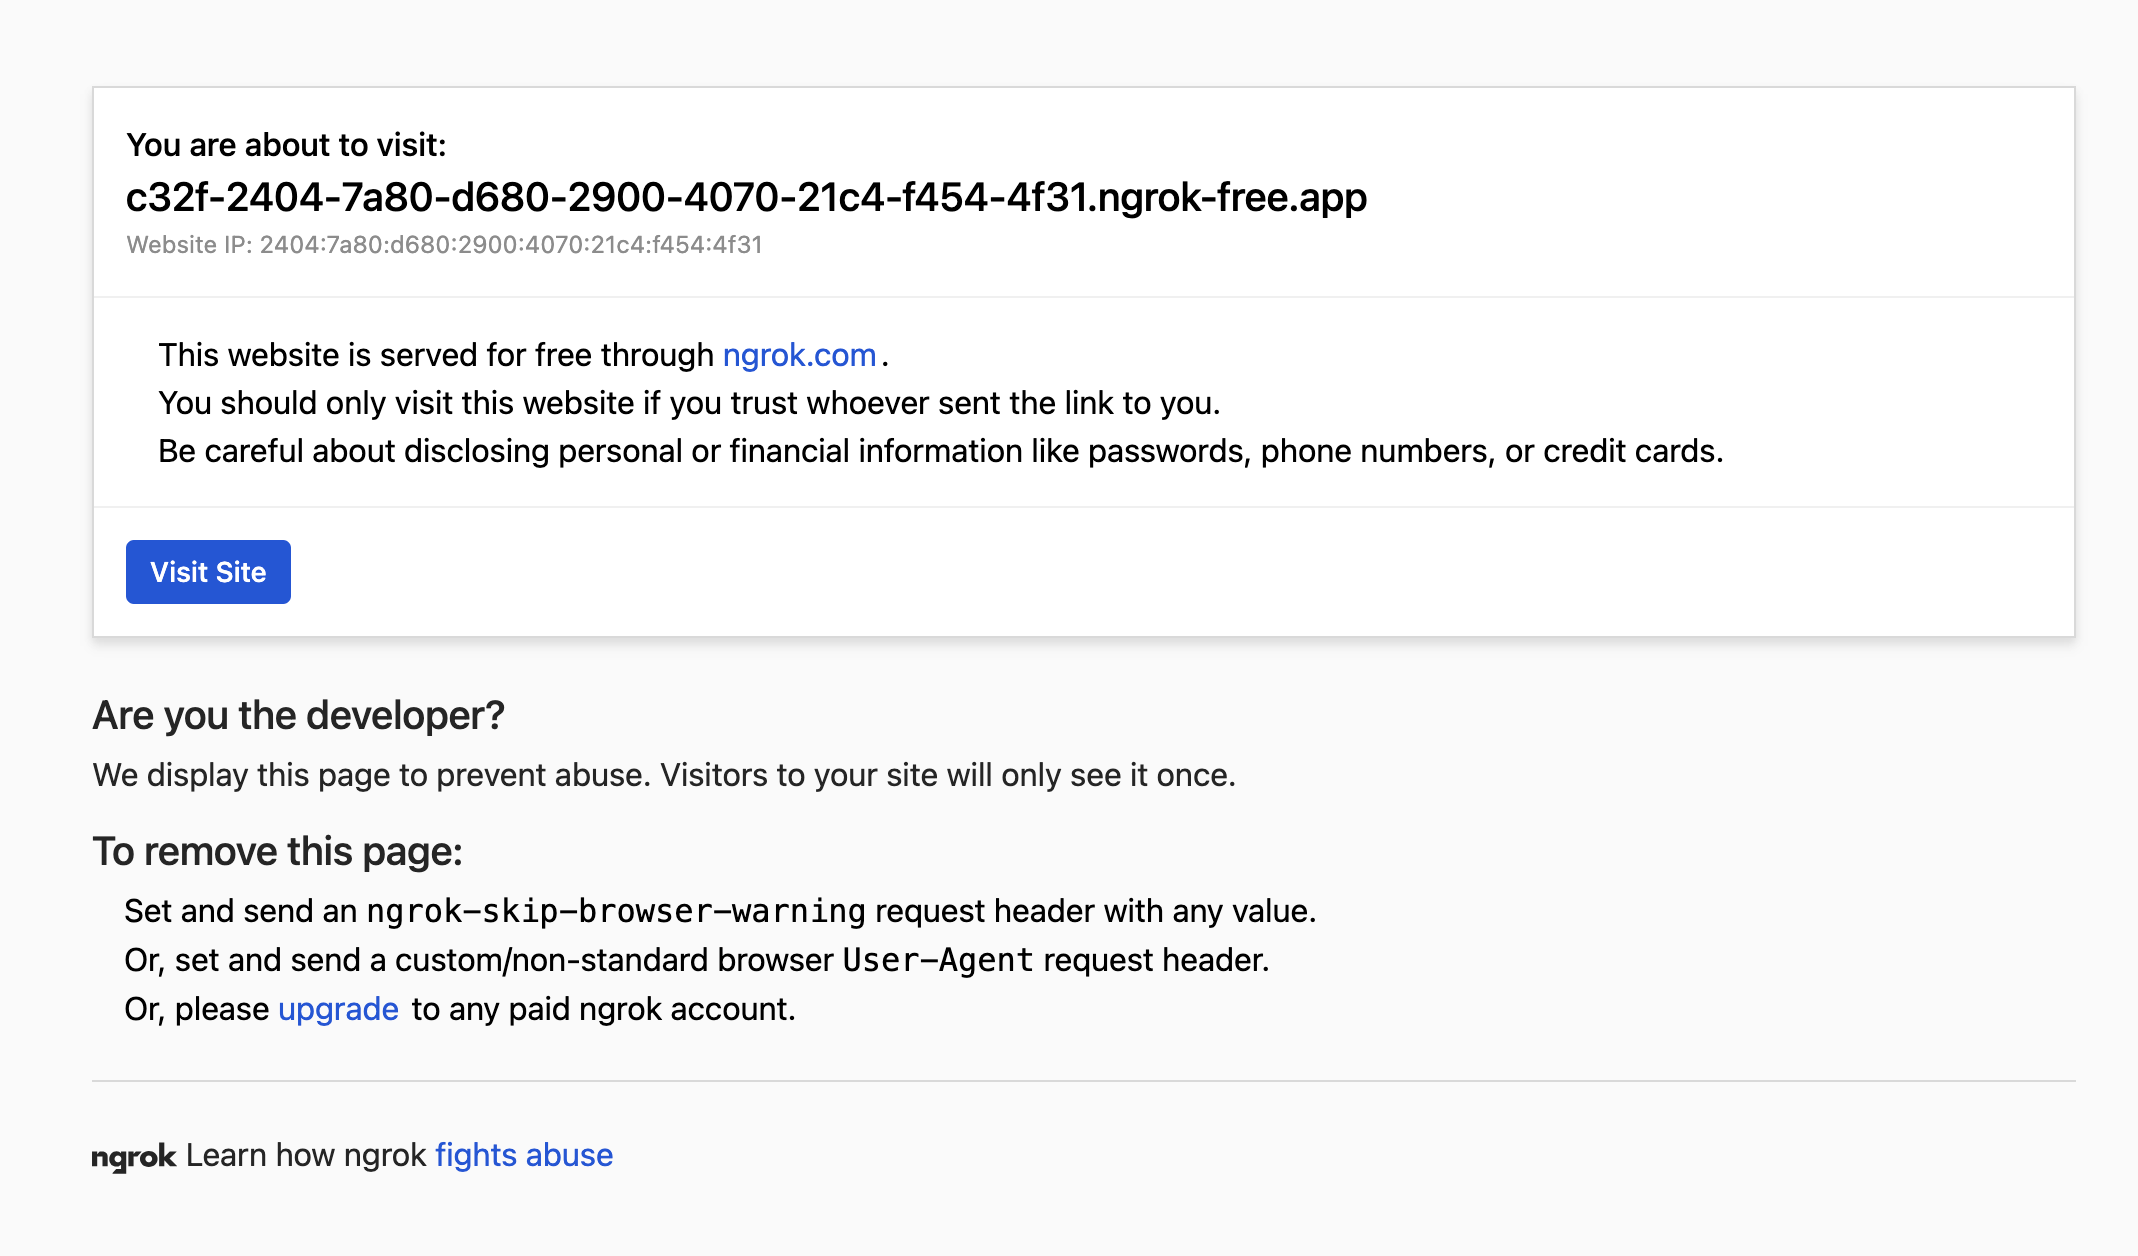 You are about to visit:
c32f-2404-7a80-d680-2900-4070-21c4-f454-4f31.ngrok-free.app
Website IP: 2404:7a80:d680:2900:4070:21c4:f454:4f31
This website is served for free through ngrok.com.
You should only visit this website if you trust whoever sent the link to you.
Be careful about disclosing personal or financial information like passwords, phone numbers, or credit cards.
Visit Site
Are you the developer?
We display this page to prevent abuse. Visitors to your site will only see it once.
To remove this page:
Set and send an ngrok-skip-browser-warning request header with any value.
Or, set and send a custom/non-standard browser User-Agent request header.
Or, please upgrade to any paid ngrok account.
ngrok Learn how ngrok fights abuse